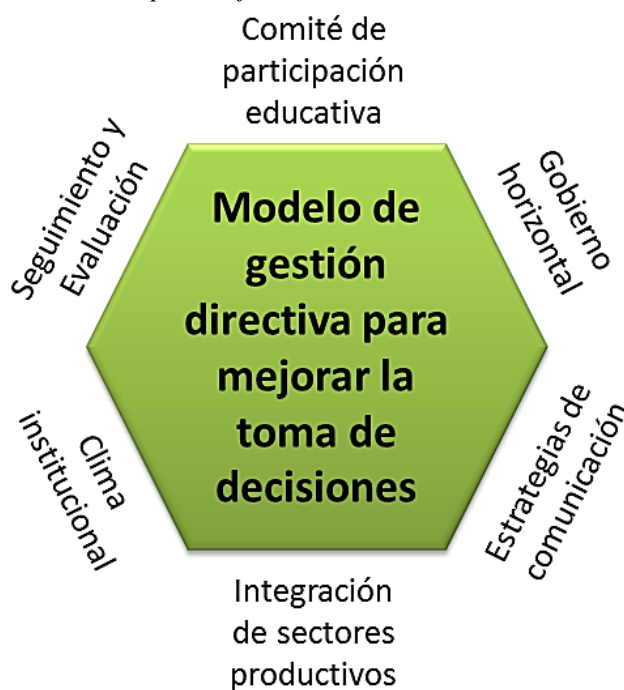 Comité de
participación
educativa
Gobierno
horizontal
Estrategias de
comunicación
Integración
de sectores
productivos
Clima
institucional
Seguimiento y
Evaluación
Modelo de
gestión
directiva para
mejorar la
toma de
decisiones